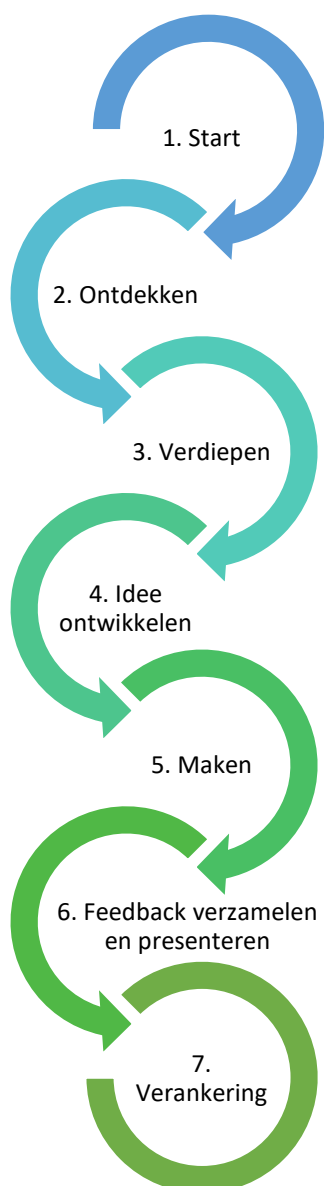 1. Start
2. Ontdekken
3. Verdiepen
4. Idee
ontwikkelen
5. Maken
6. Feedback verzamelen
en presenteren
7.
Verankering